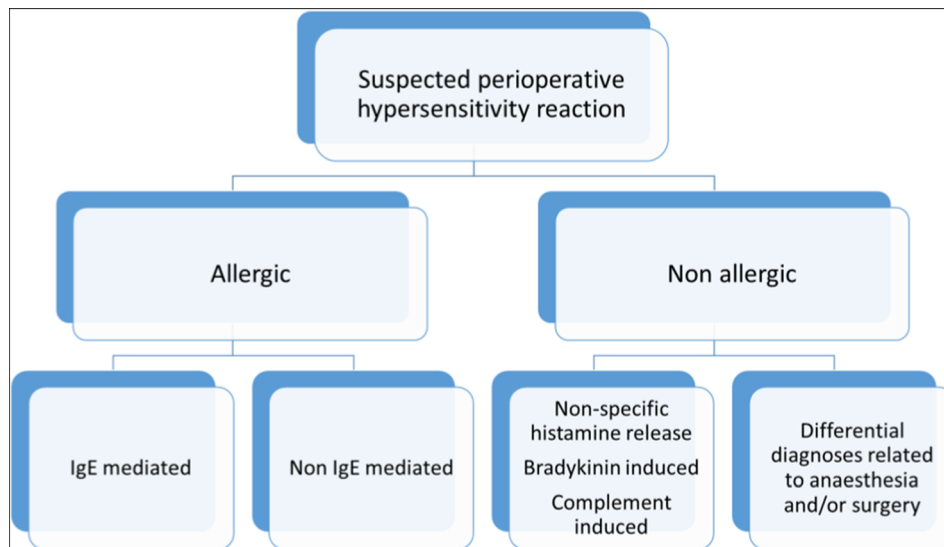 Suspected perioperative
hypersensitivity reaction
Allergic
Non allergic
IgE mediated
Non IgE mediated
Non-specific
histamine release
Bradykinin induced
Complement
induced
Differential
diagnoses related
to anaesthesia
and/or surgery